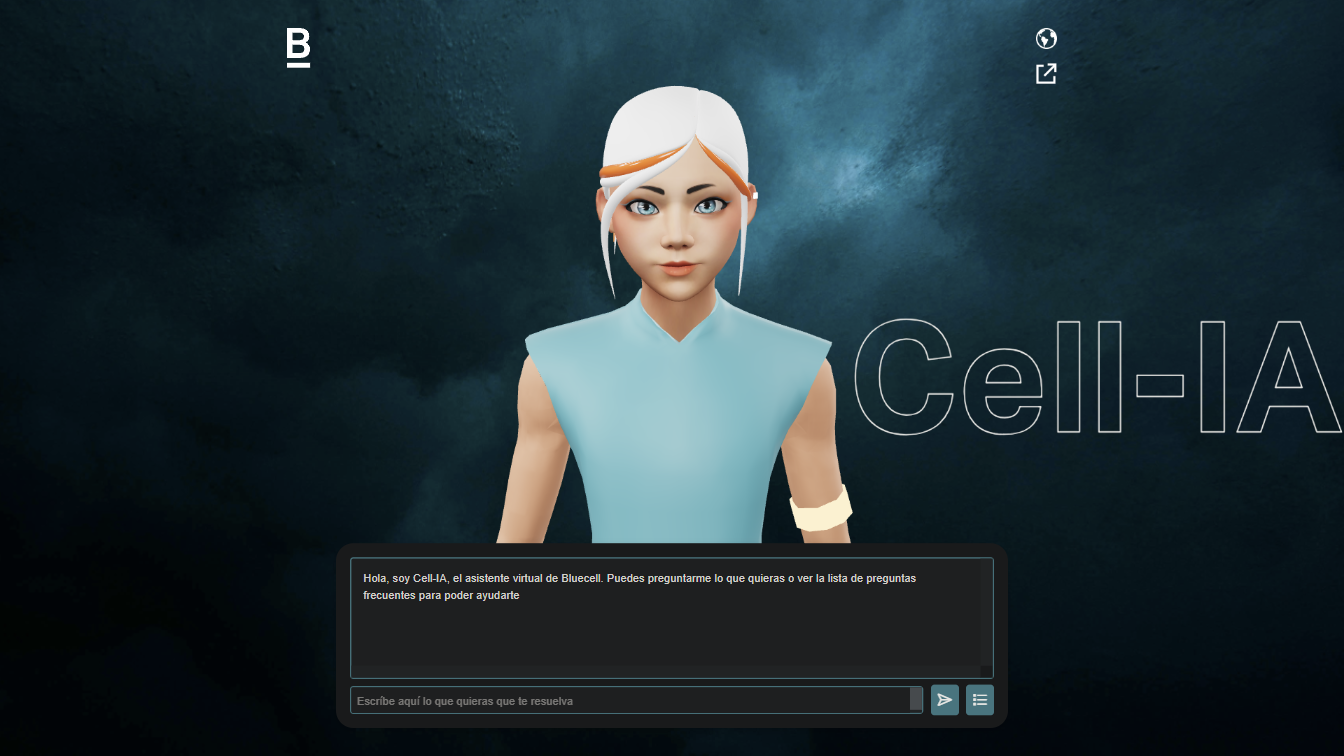 B
Cell-IA
Hola, soy Cell-IA, el asistente virtual de Bluecell. Puedes preguntarme lo que quieras o ver la lista de preguntas
frecuentes para poder ayudarte
Escríbe aquí lo que quieras que te resuelva